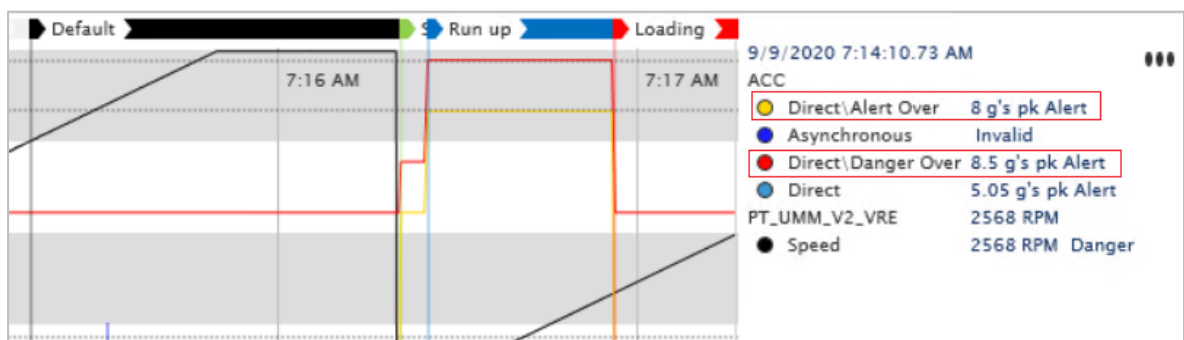 Default
S
Run up
Loading
7:16 AM
7:17 AM
9/9/2020 7:14:10.73 AM
ACC
Direct\Alert Over 8 g's pk Alert
Asynchronous Invalid
Direct\Danger Over 8.5 g's pk Alert
Direct 5.05 g's pk Alert
PT_UMM_V2_VRE 2568 RPM
Speed 2568 RPM Danger